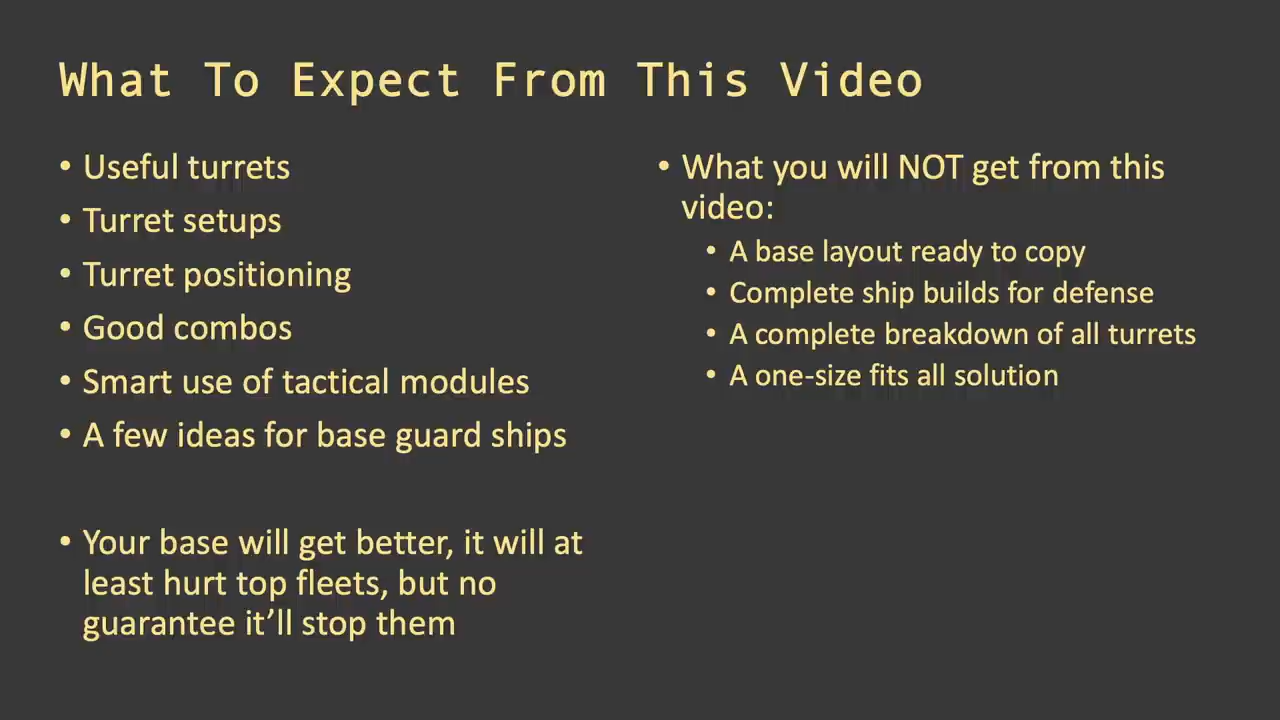 What To Expect From This Video
• Useful turrets
• Turret setups
• Turret positioning
• Good combos
• Smart use of tactical modules
• A few ideas for base guard ships
• Your base will get better, it will at
least hurt top fleets, but no
guarantee it’ll stop them
• What you will NOT get from this
video:
• A base layout ready to copy
• Complete ship builds for defense
• A complete breakdown of all turrets
• A one-size fits all solution